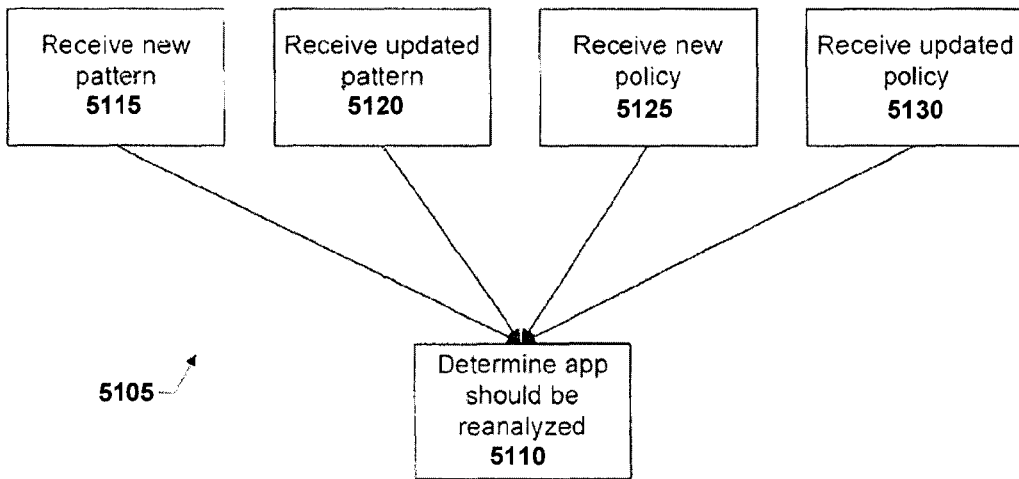 Receive new
pattern
5115
Receive updated
pattern
5120
Receive new
policy
5125
Receive updated
policy
5130
5105
Determine app
should be
reanalyzed
5110